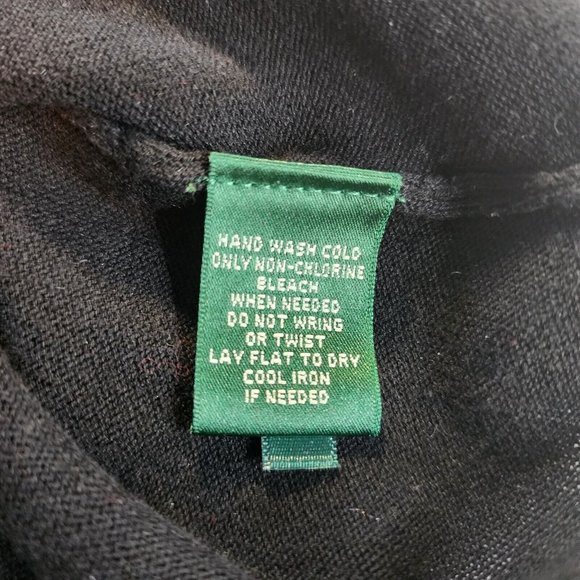 HAND WASH COLD
ONLY NON-CHLORINE
BLEACH
WHEN NEEDED
DO NOT WRING
OR TWIST
LAY FLAT TO DRY
COOL IRON
IF NEEDED